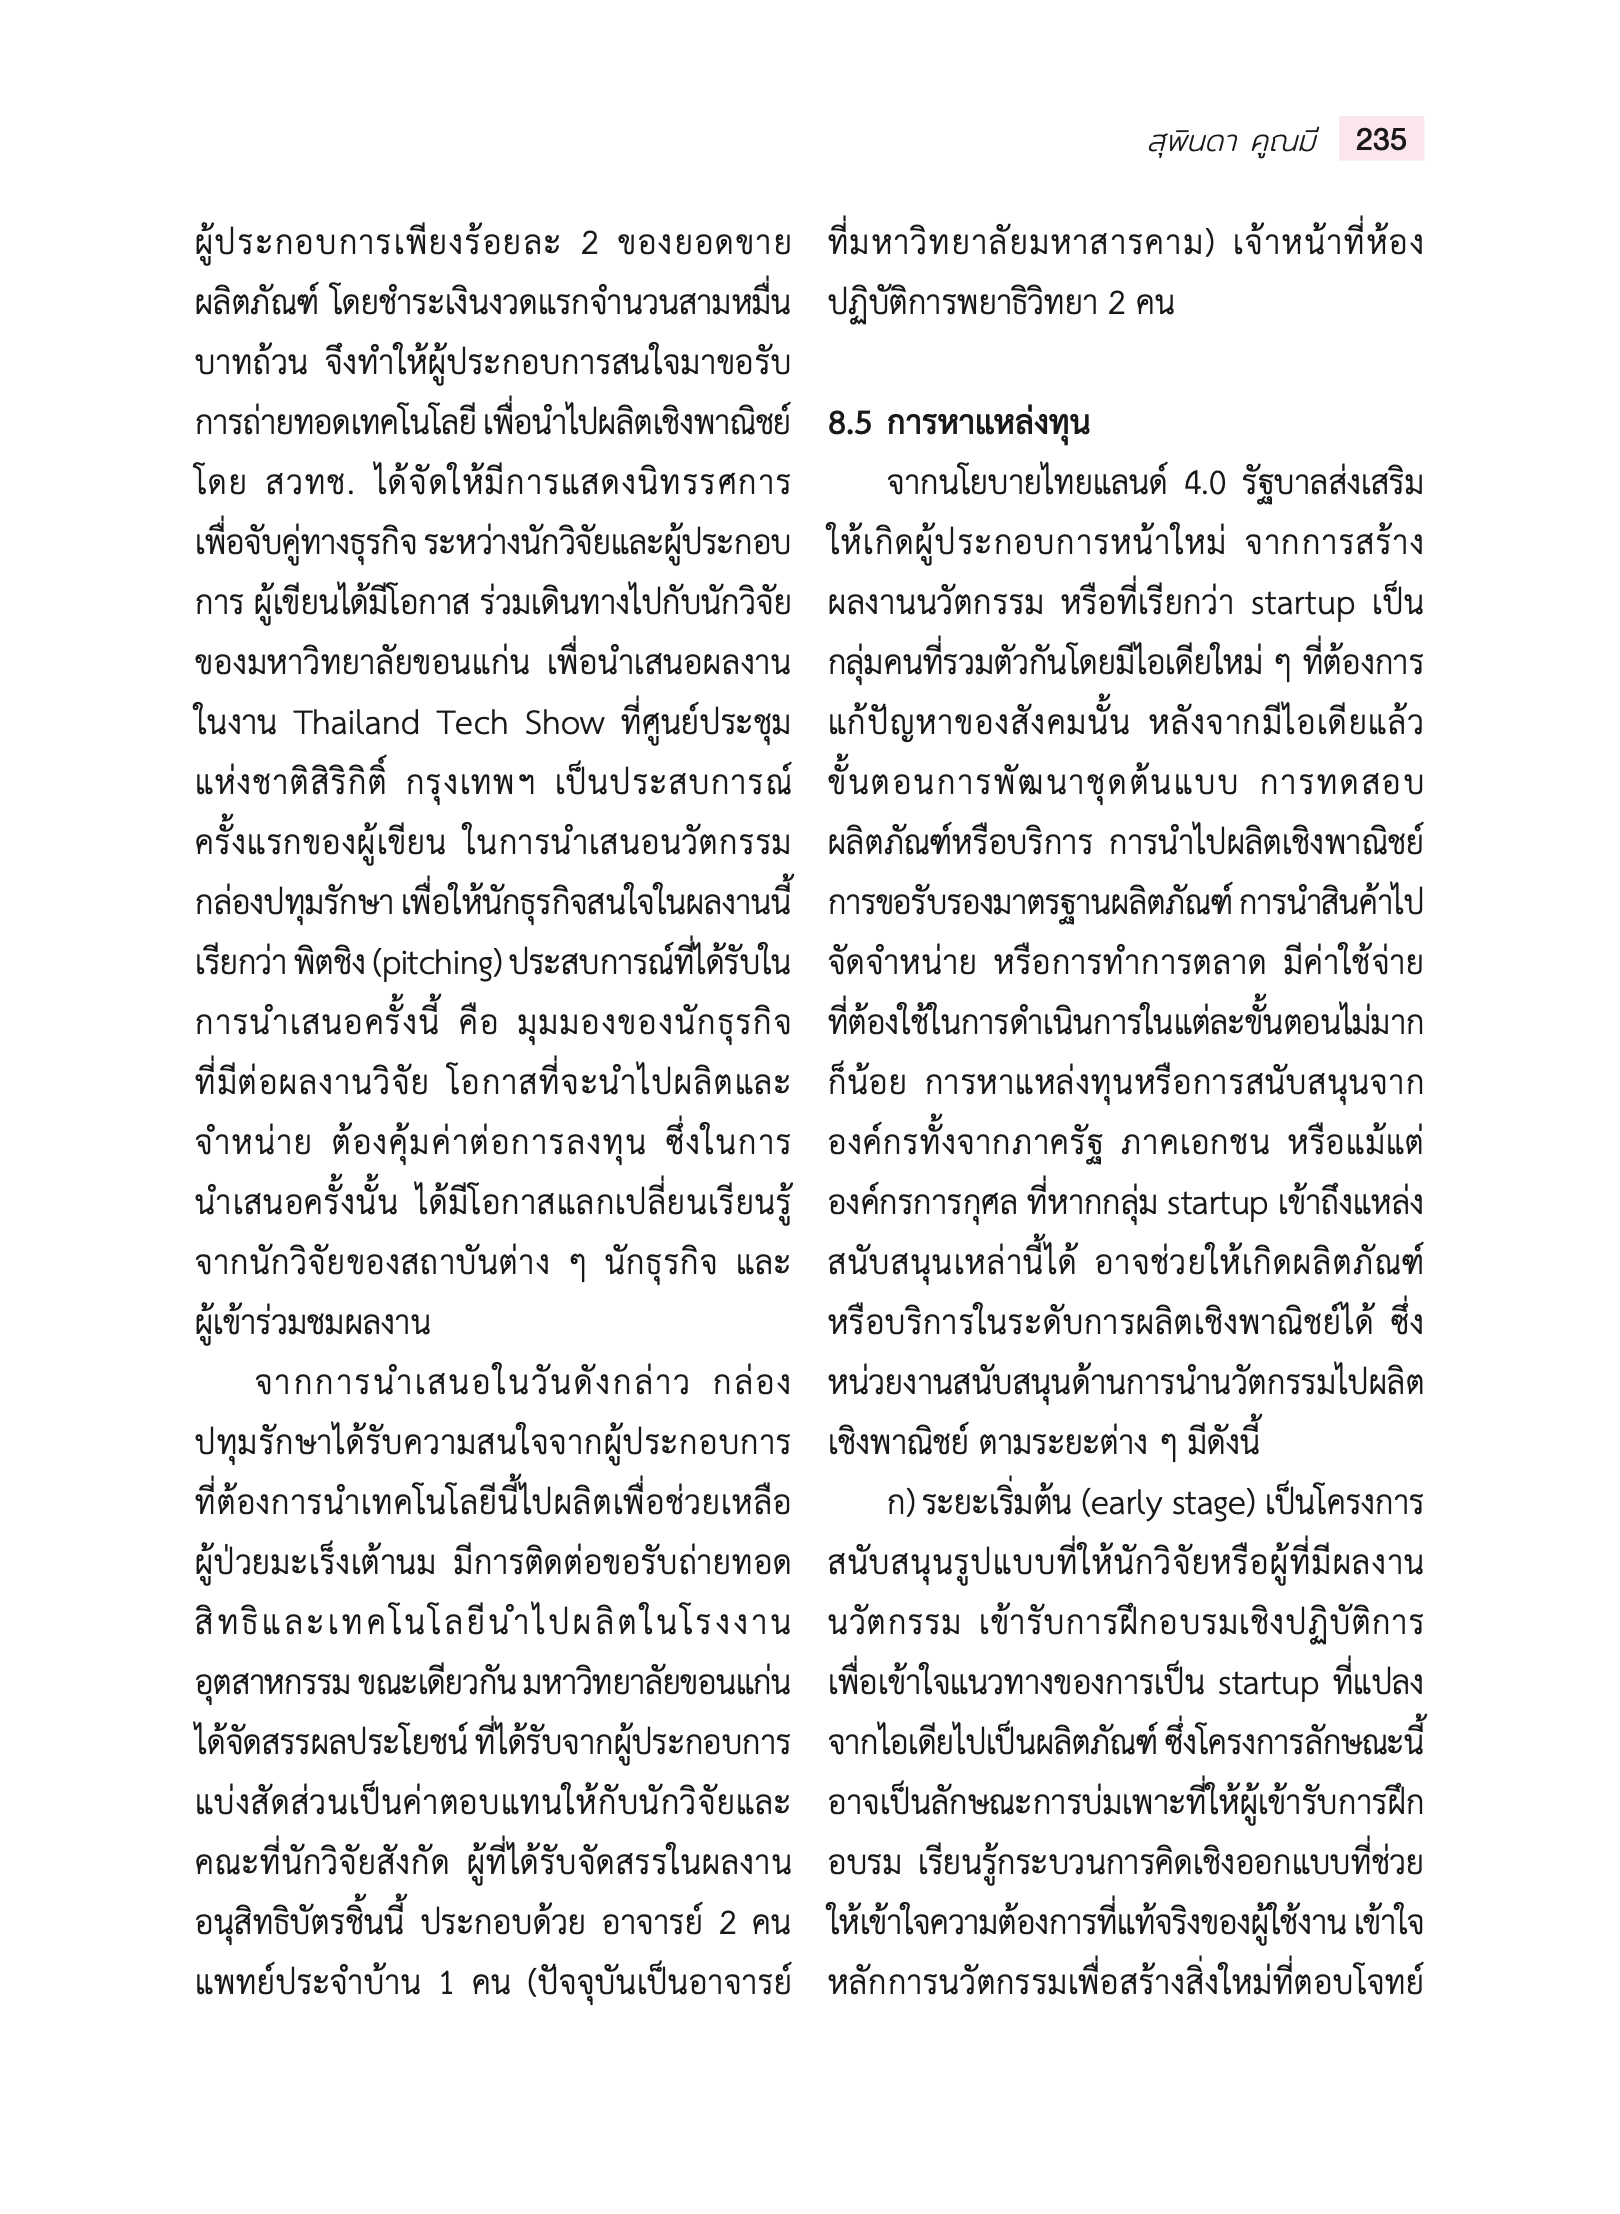 สุพินดา คูณมี 235
ผู้ประกอบการเพียงร้อยละ 2 ของยอดขาย
ผลิตภัณฑ์ โดยชำระเงินงวดแรกจำนวนสามหมื่น
บาทถ้วน จึงทำให้ผู้ประกอบการสนใจมาขอรับ
การถ่ายทอดเทคโนโลยี เพื่อนำไปผลิตเชิงพาณิชย์
โดย สวทช. ได้จัดให้มีการแสดงนิทรรศการ
เพื่อจับคู่ทางธุรกิจ ระหว่างนักวิจัยและผู้ประกอบ
การ ผู้เขียนได้มีโอกาส ร่วมเดินทางไปกับนักวิจัย
ของมหาวิทยาลัยขอนแก่น เพื่อนำเสนอผลงาน
ในงาน Thailand Tech Show ที่ศูนย์ประชุม
แห่งชาติสิริกิติ์ กรุงเทพฯ เป็นประสบการณ์
ครั้งแรกของผู้เขียน ในการนำเสนอนวัตกรรม
กล่องปทุมรักษา เพื่อให้นักธุรกิจสนใจในผลงานนี้
เรียกว่า พิตชิง (pitching) ประสบการณ์ที่ได้รับใน
การนำเสนอครั้งนี้ คือ มุมมองของนักธุรกิจ
ที่มีต่อผลงานวิจัย โอกาสที่จะนำไปผลิตและ
จำหน่าย ต้องคุ้มค่าต่อการลงทุน ซึ่งในการ
นำเสนอครั้งนั้น ได้มีโอกาสแลกเปลี่ยนเรียนรู้
จากนักวิจัยของสถาบันต่าง ๆ นักธุรกิจ และ
ผู้เข้าร่วมชมผลงาน
จากการนำเสนอในวันดังกล่าว กล่อง
ปทุมรักษาได้รับความสนใจจากผู้ประกอบการ
ที่ต้องการนำเทคโนโลยีนี้ไปผลิตเพื่อช่วยเหลือ
ผู้ป่วยมะเร็งเต้านม มีการติดต่อขอรับถ่ายทอด
สิทธิและเทคโนโลยีนำไปผลิตในโรงงาน
อุตสาหกรรม ขณะเดียวกัน มหาวิทยาลัยขอนแก่น
ได้จัดสรรผลประโยชน์ ที่ได้รับจากผู้ประกอบการ
แบ่งสัดส่วนเป็นค่าตอบแทนให้กับนักวิจัยและ
คณะที่นักวิจัยสังกัด ผู้ที่ได้รับจัดสรรในผลงาน
อนุสิทธิบัตรชิ้นนี้ ประกอบด้วย อาจารย์ 2 คน
แพทย์ประจำบ้าน 1 คน (ปัจจุบันเป็นอาจารย์
ที่มหาวิทยาลัยมหาสารคาม) เจ้าหน้าที่ห้อง
ปฏิบัติการพยาธิวิทยา 2 คน
8.5 การหาแหล่งทุน
จากนโยบายไทยแลนด์ 4.0 รัฐบาลส่งเสริม
ให้เกิดผู้ประกอบการหน้าใหม่ จากการสร้าง
ผลงานนวัตกรรม หรือที่เรียกว่า startup เป็น
กลุ่มคนที่รวมตัวกันโดยมีไอเดียใหม่ ๆ ที่ต้องการ
แก้ปัญหาของสังคมนั้น หลังจากมีไอเดียแล้ว
ขั้นตอนการพัฒนาชุดต้นแบบ การทดสอบ
ผลิตภัณฑ์หรือบริการ การนำไปผลิตเชิงพาณิชย์
การขอรับรองมาตรฐานผลิตภัณฑ์ การนำสินค้าไป
จัดจำหน่าย หรือการทำการตลาด มีค่าใช้จ่าย
ที่ต้องใช้ในการดำเนินการในแต่ละขั้นตอนไม่มาก
ก็น้อย การหาแหล่งทุนหรือการสนับสนุนจาก
องค์กรทั้งจากภาครัฐ ภาคเอกชน หรือแม้แต่
องค์กรการกุศล ที่หากกลุ่ม startup เข้าถึงแหล่ง
สนับสนุนเหล่านี้ได้ อาจช่วยให้เกิดผลิตภัณฑ์
หรือบริการในระดับการผลิตเชิงพาณิชย์ได้ ซึ่ง
หน่วยงานสนับสนุนด้านการนำนวัตกรรมไปผลิต
เชิงพาณิชย์ ตามระยะต่าง ๆ มีดังนี้
ก) ระยะเริ่มต้น (early stage) เป็นโครงการ
สนับสนุนรูปแบบที่ให้นักวิจัยหรือผู้ที่มีผลงาน
นวัตกรรม เข้ารับการฝึกอบรมเชิงปฏิบัติการ
เพื่อเข้าใจแนวทางของการเป็น startup ที่แปลง
จากไอเดียไปเป็นผลิตภัณฑ์ ซึ่งโครงการลักษณะนี้
อาจเป็นลักษณะการบ่มเพาะที่ให้ผู้เข้ารับการฝึก
อบรม เรียนรู้กระบวนการคิดเชิงออกแบบที่ช่วย
ให้เข้าใจความต้องการที่แท้จริงของผู้ใช้งาน เข้าใจ
หลักการนวัตกรรมเพื่อสร้างสิ่งใหม่ที่ตอบโจทย์